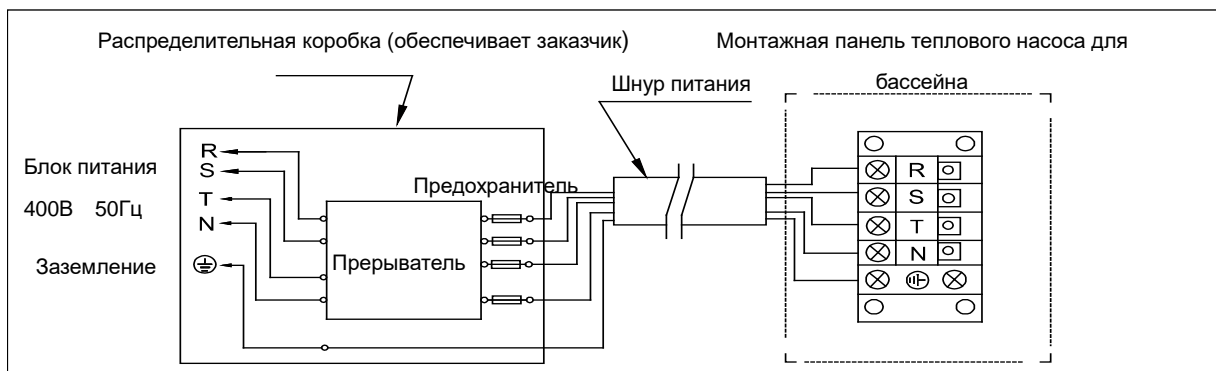 Распределительная коробка (обеспечивает заказчик)
Монтажная панель теплового насоса для
бассейна
Шнур питания
Блок питания
400В 50Гц
Заземление
R
S
T
N
Предохранитель
Прерыватель
R
S
T
N